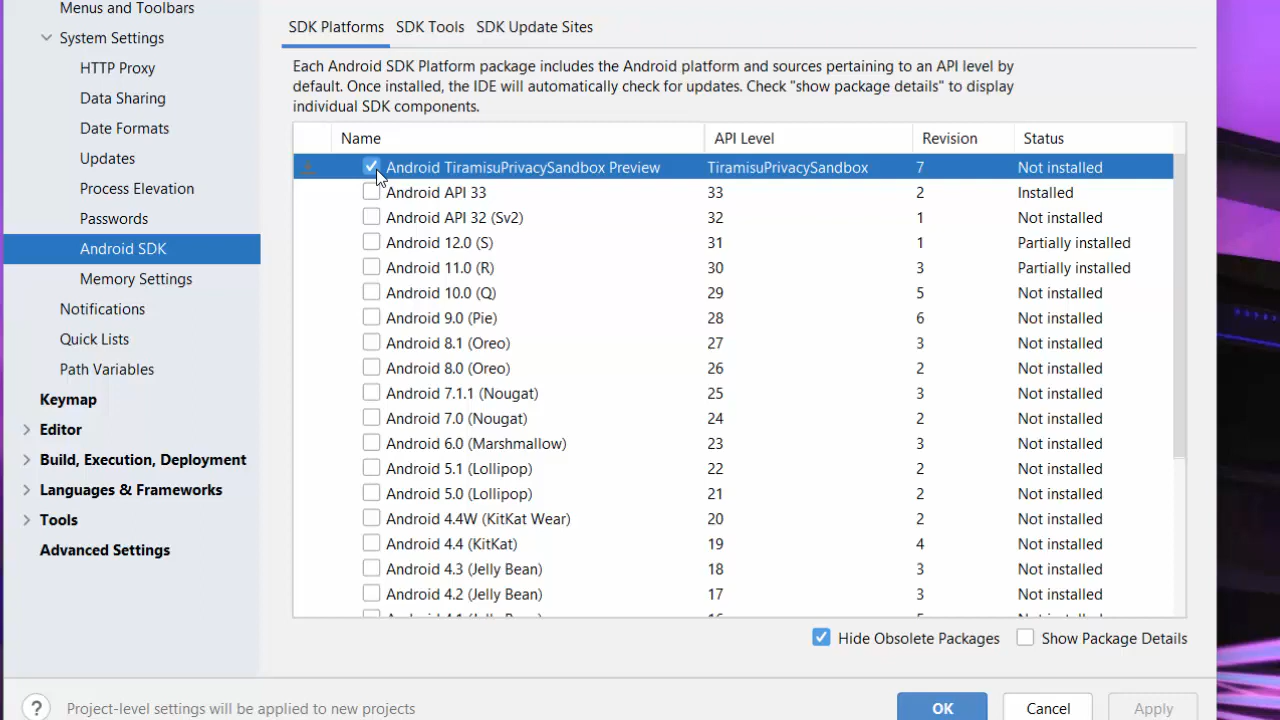 Menus and Toolbars
System Settings
HTTP Proxy
Data Sharing
Date Formats
Updates
Process Elevation
Passwords
Android SDK
Memory Settings
Notifications
Quick Lists
Path Variables
Keymap
Editor
Build, Execution, Deployment
Languages & Frameworks
Tools
Advanced Settings
SDK Platforms SDK Tools SDK Update Sites
Each Android SDK Platform package includes the Android platform and sources pertaining to an API level by
default. Once installed, the IDE will automatically check for updates. Check "show package details" to display
individual SDK components.
Name API Level Revision Status
Android TiramisuPrivacySandbox Preview TiramisuPrivacySandbox 7 Not installed
Android API 33 33 2 Installed
Android API 32 (Sv2) 32 1 Not installed
Android 12.0 (S) 31 1 Partially installed
Android 11.0 (R) 30 3 Partially installed
Android 10.0 (Q) 29 5 Not installed
Android 9.0 (Pie) 28 6 Not installed
Android 8.1 (Oreo) 27 3 Not installed
Android 8.0 (Oreo) 26 2 Not installed
Android 7.1.1 (Nougat) 25 3 Not installed
Android 7.0 (Nougat) 24 2 Not installed
Android 6.0 (Marshmallow) 23 3 Not installed
Android 5.1 (Lollipop) 22 2 Not installed
Android 5.0 (Lollipop) 21 2 Not installed
Android 4.4W (KitKat Wear) 20 2 Not installed
Android 4.4 (KitKat) 19 4 Not installed
Android 4.3 (Jelly Bean) 18 3 Not installed
Android 4.2 (Jelly Bean) 17 3 Not installed
Hide Obsolete Packages Show Package Details
? Project-level settings will be applied to new projects
OK Cancel Apply